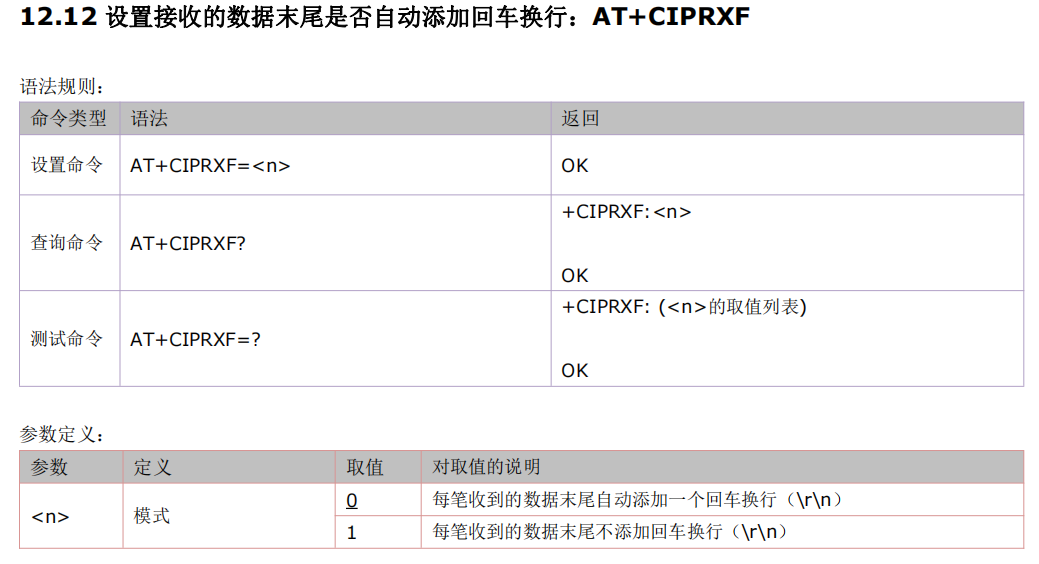 12.12 设置接收的数据末尾是否自动添加回车换行：AT+CIPRXF
语法规则：
命令类型 语法 返回
设置命令 AT+CIPRXF=<n> OK
查询命令 AT+CIPRXF? +CIPRXF:<n>
OK
测试命令 AT+CIPRXF=? +CIPRXF: (<n>的取值列表)
OK
参数定义：
参数 定义 取值 对取值的说明
<n> 模式 0 每笔收到的数据末尾自动添加一个回车换行（\r\n）
1 每笔收到的数据末尾不添加回车换行（\r\n）